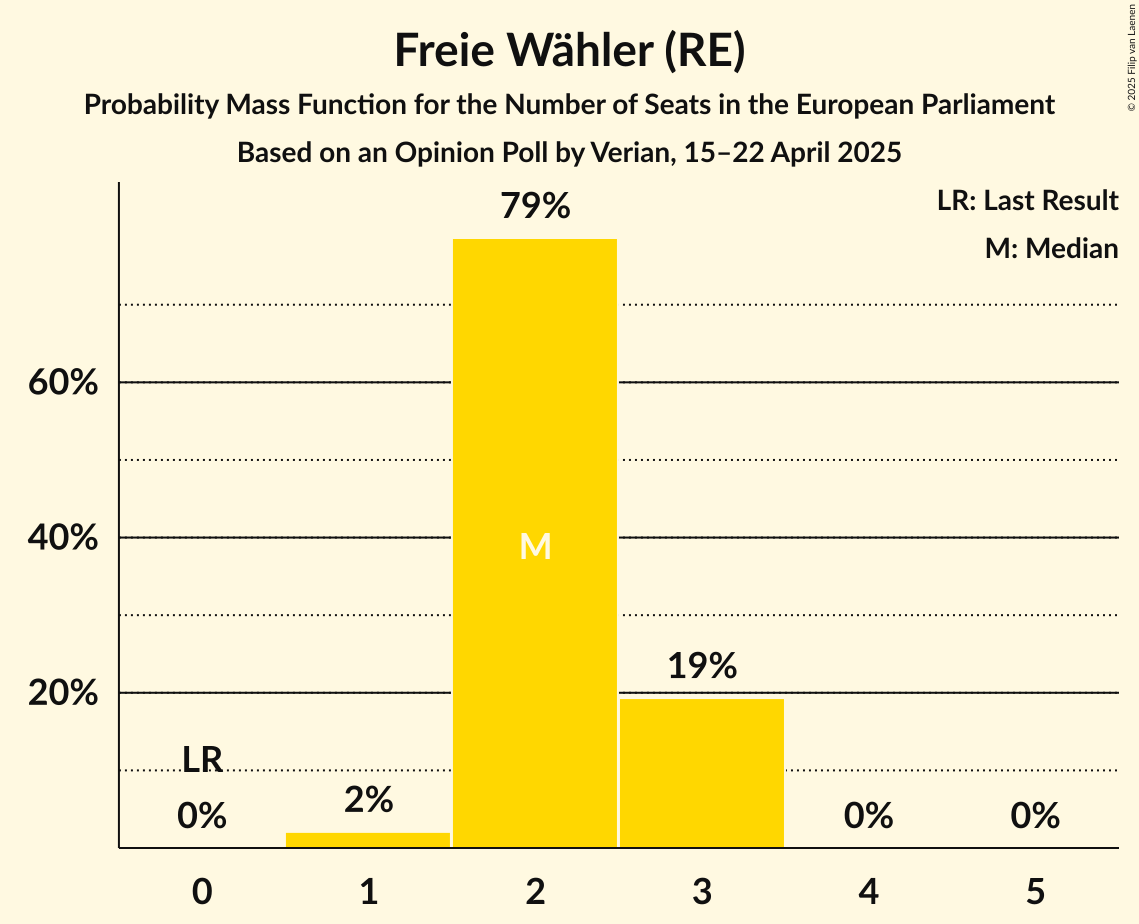 Freie Wähler (RE)
Probability Mass Function for the Number of Seats in the European Parliament
Based on an Opinion Poll by Verian, 15–22 April 2025
© 2025 Filip van Laenen
LR: Last Result
M: Median
79%
60%
40%
M
20%
19%
LR
0%
2%
0%
0%
0
1
2
3
4
5